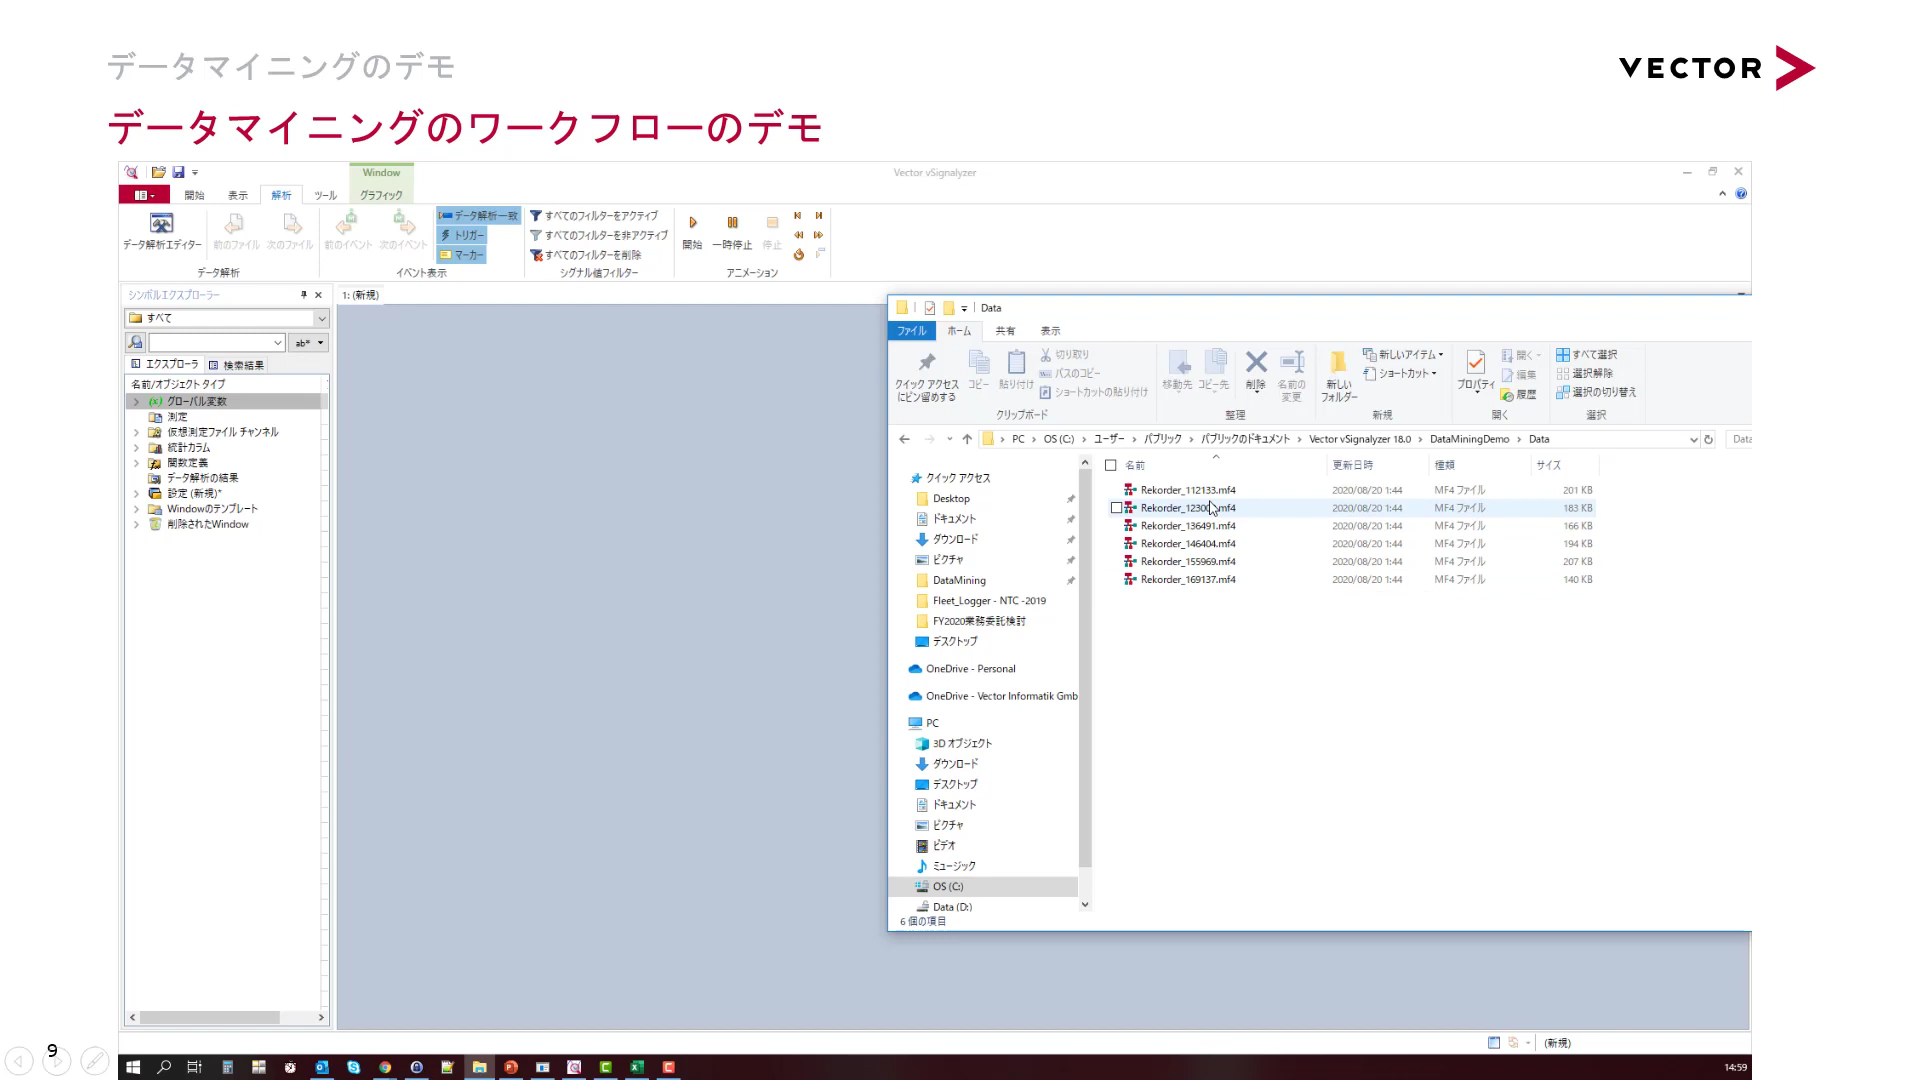 データマイニングのデモ
VECTOR
データマイニングのワークフローのデモ
Window
Vector vSignalyzer
開始
表示
解析
ツール
グラフィック
データ解析エディター
前のファイル
次のファイル
前のイベント
次のイベント
データ解析一致
トリガー
マーカー
すべてのフィルターをアクティブ
すべてのフィルターを非アクティブ
すべてのフィルターを削除
開始
一時停止
停止
データ解析
イベント表示
シグナル値フィルター
アニメーション
シンボルエクスプローラー
すべて
ab*
エクスプローラ
検索結果
名前/オブジェクト タイプ
グローバル変数
測定
仮想測定ファイル チャンネル
統計カラム
関数定義
データ解析の結果
設定 (新規)*
Windowのテンプレート
削除されたWindow
1: (新規)
Data
ファイル
ホーム
共有
表示
クイック アクセス
にピン留めする
コピー
貼り付け
切り取り
パスのコピー
ショートカットの貼り付け
クリップボード
移動先
コピー先
削除
名前の
変更
整理
新しい
フォルダー
新しいアイテム
ショートカット
新規
プロパティ
開く
編集
履歴
開く
すべて選択
選択解除
選択の切り替え
選択
PC
OS (C:)
ユーザー
パブリック
パブリックのドキュメント
Vector vSignalyzer 18.0
DataMiningDemo
Data
Data
クイック アクセス
Desktop
ドキュメント
ダウンロード
ピクチャ
DataMining
Fleet_Logger - NTC -2019
FY2020業務委託検討
デスクトップ
OneDrive - Personal
OneDrive - Vector Informatik Gmb
PC
3D オブジェクト
ダウンロード
デスクトップ
ドキュメント
ピクチャ
ビデオ
ミュージック
OS (C:)
Data (D:)
6 個の項目
名前 更新日時 種類 サイズ
Rekorder_112133.mf4 2020/08/20 1:44 MF4 ファイル 201 KB
Rekorder_1230 .mf4 2020/08/20 1:44 MF4 ファイル 183 KB
Rekorder_136491.mf4 2020/08/20 1:44 MF4 ファイル 166 KB
Rekorder_146404.mf4 2020/08/20 1:44 MF4 ファイル 194 KB
Rekorder_155969.mf4 2020/08/20 1:44 MF4 ファイル 207 KB
Rekorder_169137.mf4 2020/08/20 1:44 MF4 ファイル 140 KB
(新規)
9
14:59